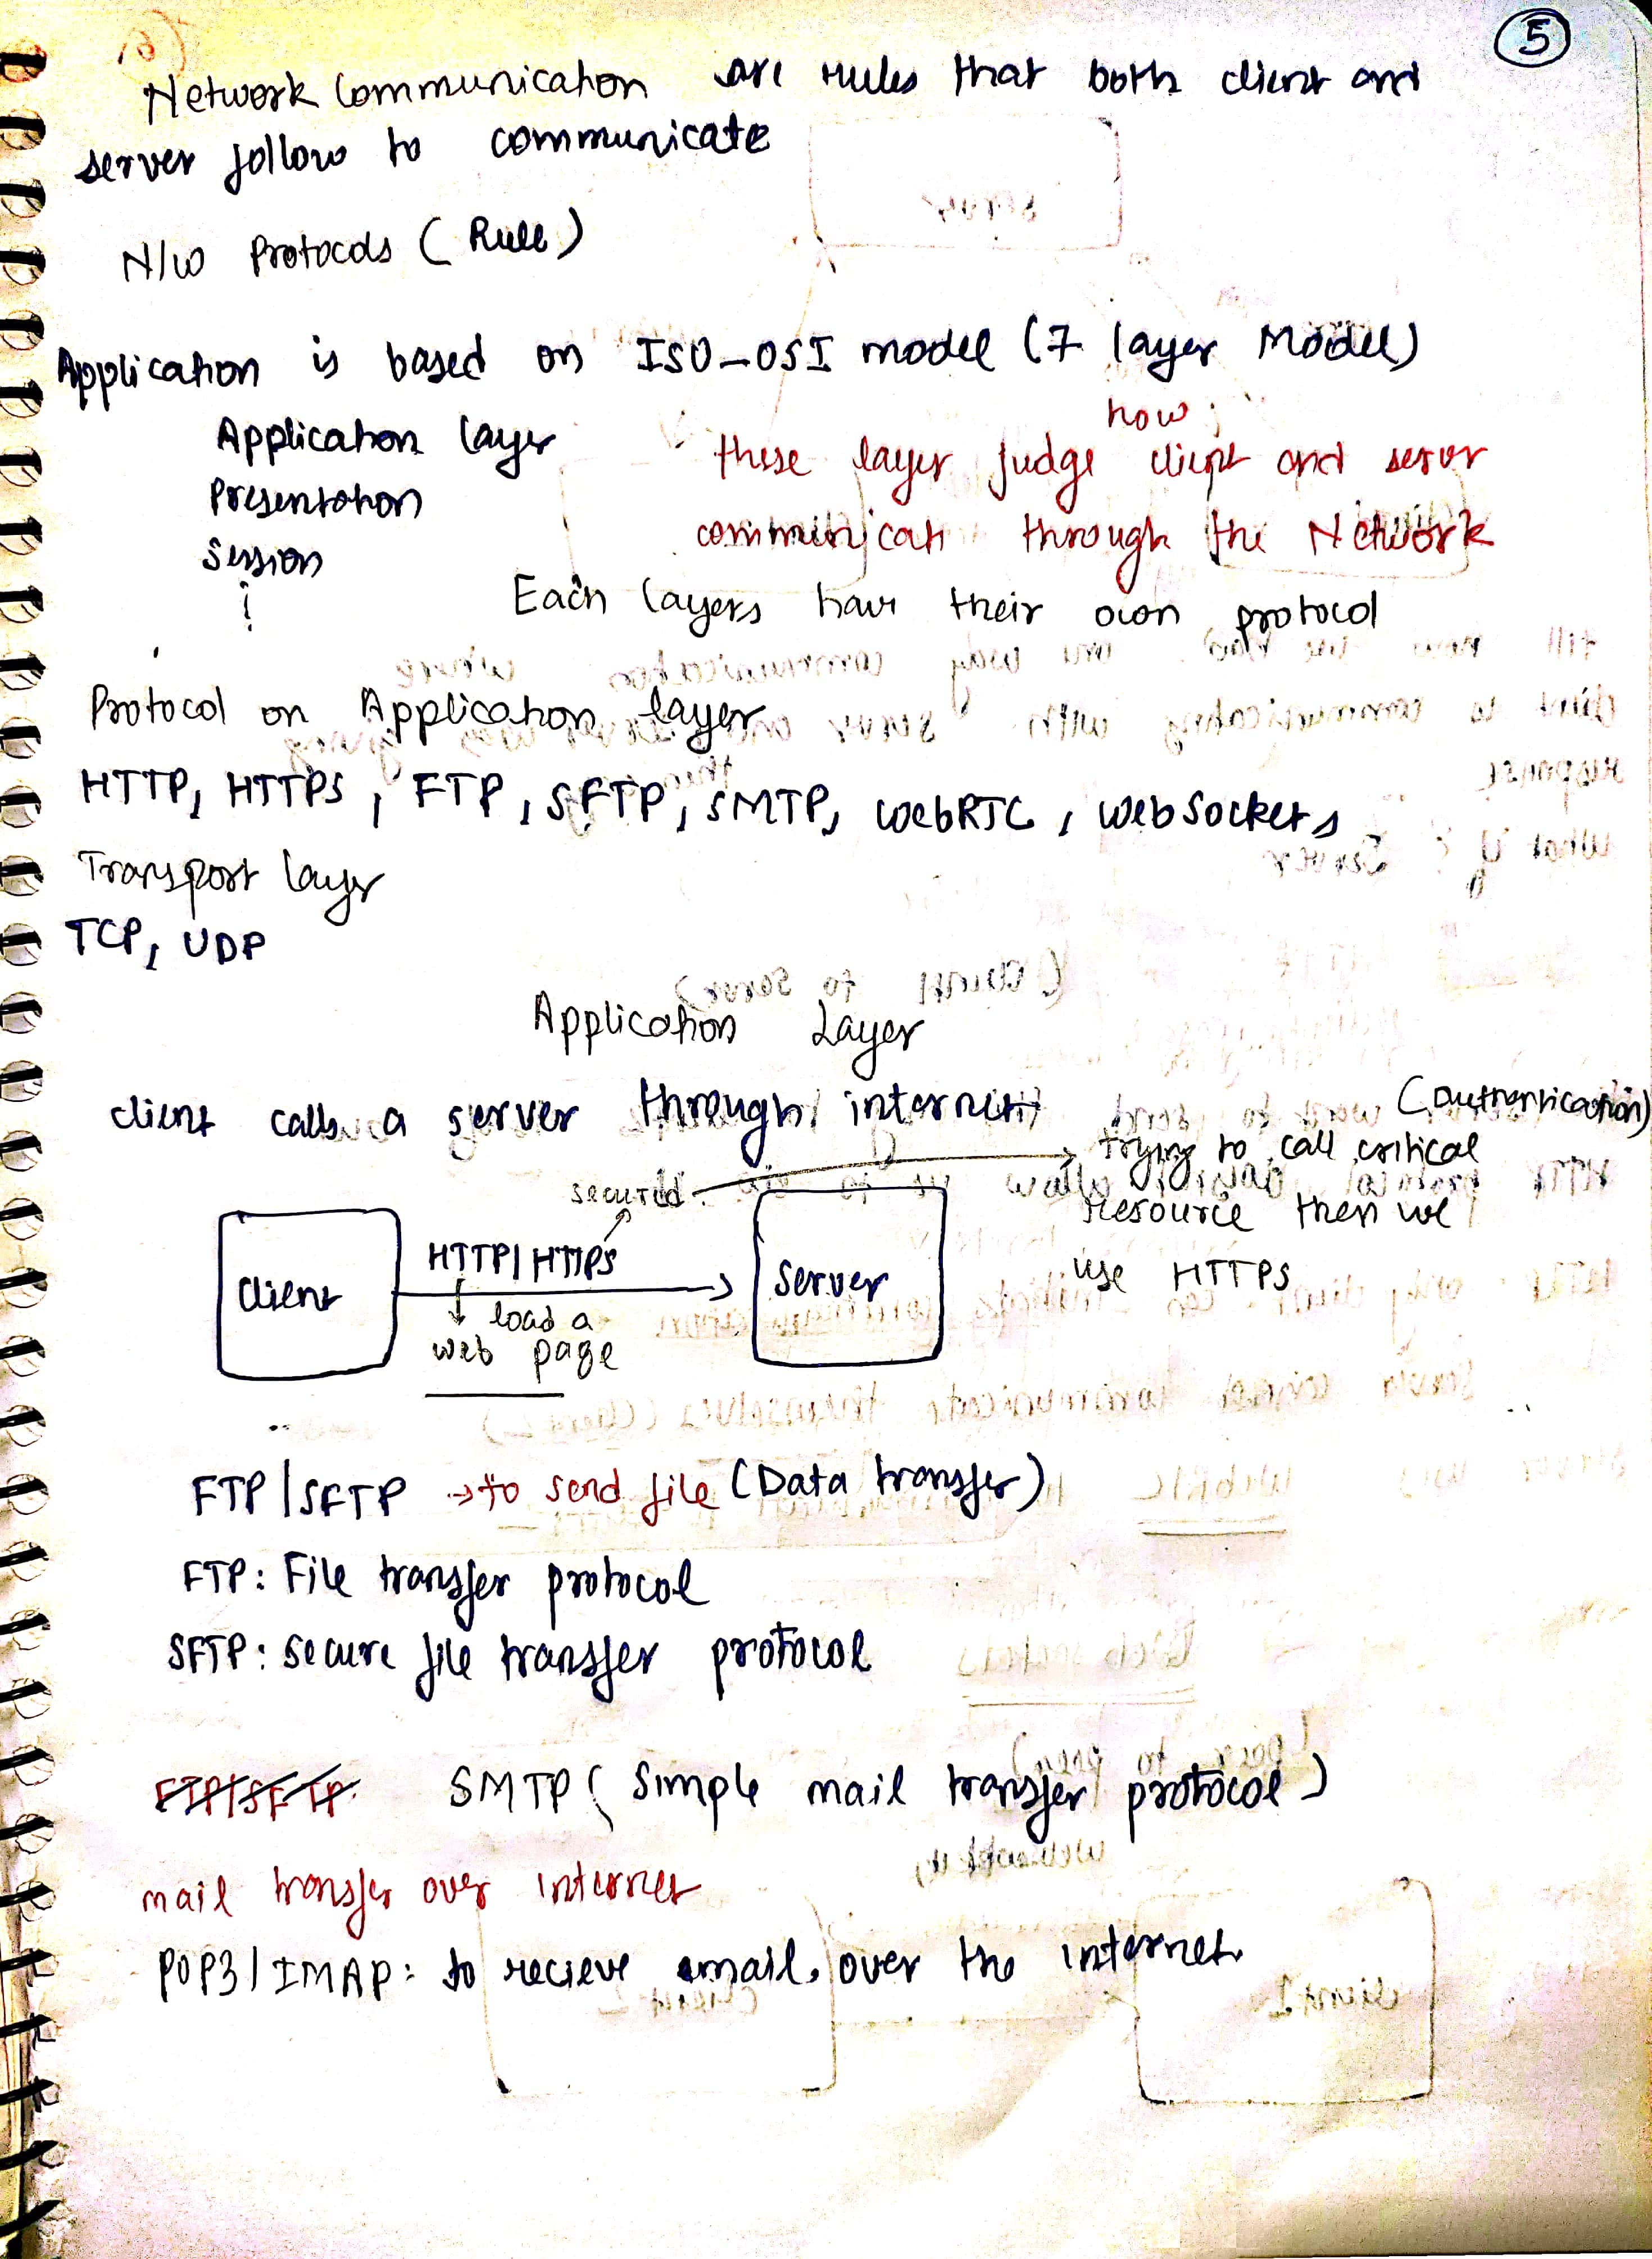 5
Network Communication are rules that both client and
server follow to communicate
N/w Protocols (Rule)
Application is based on ISO-OSI model (7 layer Model)
Application layer
Presentation
Session
how
these layer judge client and server
communicati through the Network
Each layers have their own protocol
Protocol on Application layer
HTTP, HTTPS, FTP, SFTP, SMTP, WebRTC, WebSockets
Transport layer
TCP, UDP
Application Layer
client calls a server through internet
(authentication)
secured
trying to call critical
resource then we
use HTTPS
Client
HTTP/HTTPS
Server
load a
web page
FTP/SFTP → to send file (Data transfer)
FTP: File transfer protocol
SFTP: secure file transfer protocol
FTP/SFTP SMTP (Simple mail transfer protocol)
mail transfer over internet
POP3/IMAP: to recieve email over the internet